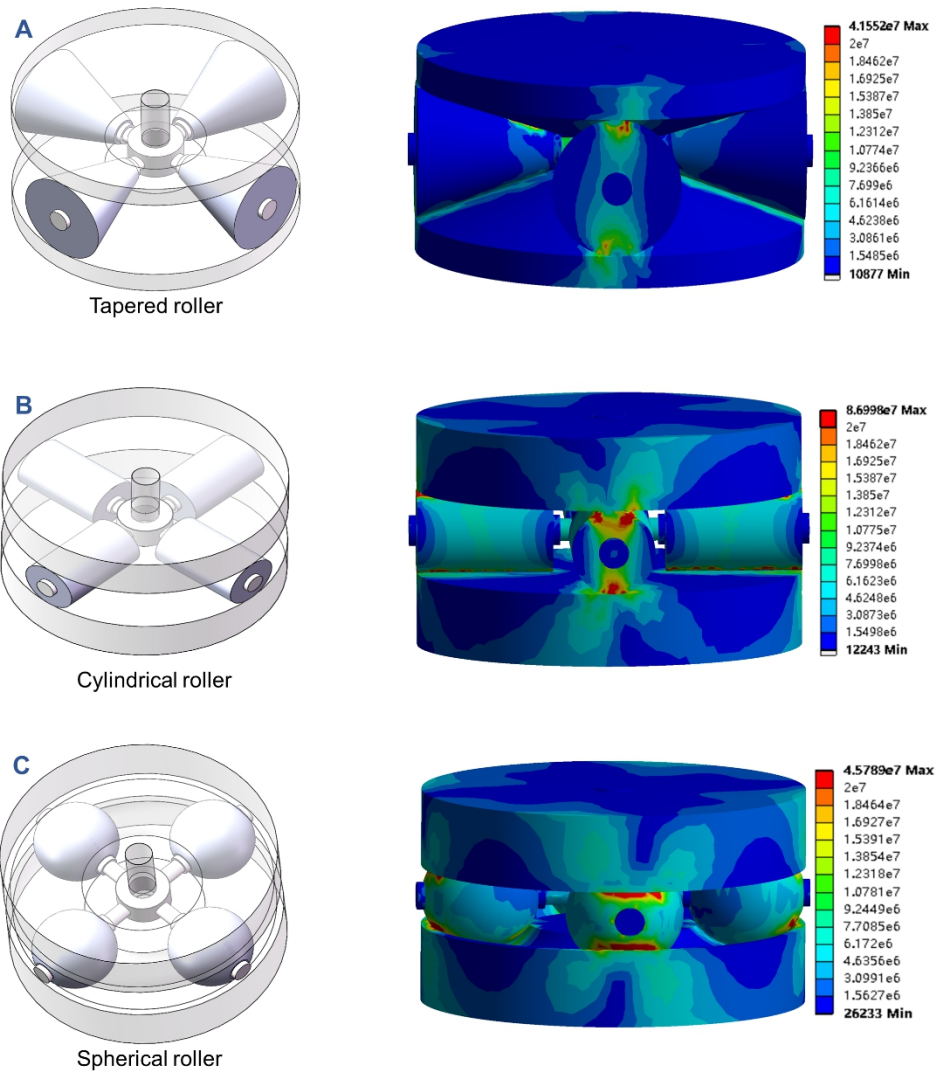 A
4.1552e7 Max
2e7
1.8462e7
1.6925e7
1.5387e7
1.385e7
1.2312e7
1.0774e7
9.2366e6
7.699e6
6.1614e6
4.6238e6
3.0861e6
1.5485e6
10877 Min
Tapered roller
B
8.6998e7 Max
2e7
1.8462e7
1.6925e7
1.5387e7
1.385e7
1.2312e7
1.0775e7
9.2374e6
7.6998e6
6.1623e6
4.6248e6
3.0873e6
1.5498e6
12243 Min
Cylindrical roller
C
4.5789e7 Max
2e7
1.8464e7
1.6927e7
1.5391e7
1.3854e7
1.2318e7
1.0781e7
9.2449e6
7.7085e6
6.172e6
4.6356e6
3.0991e6
1.5627e6
26233 Min
Spherical roller